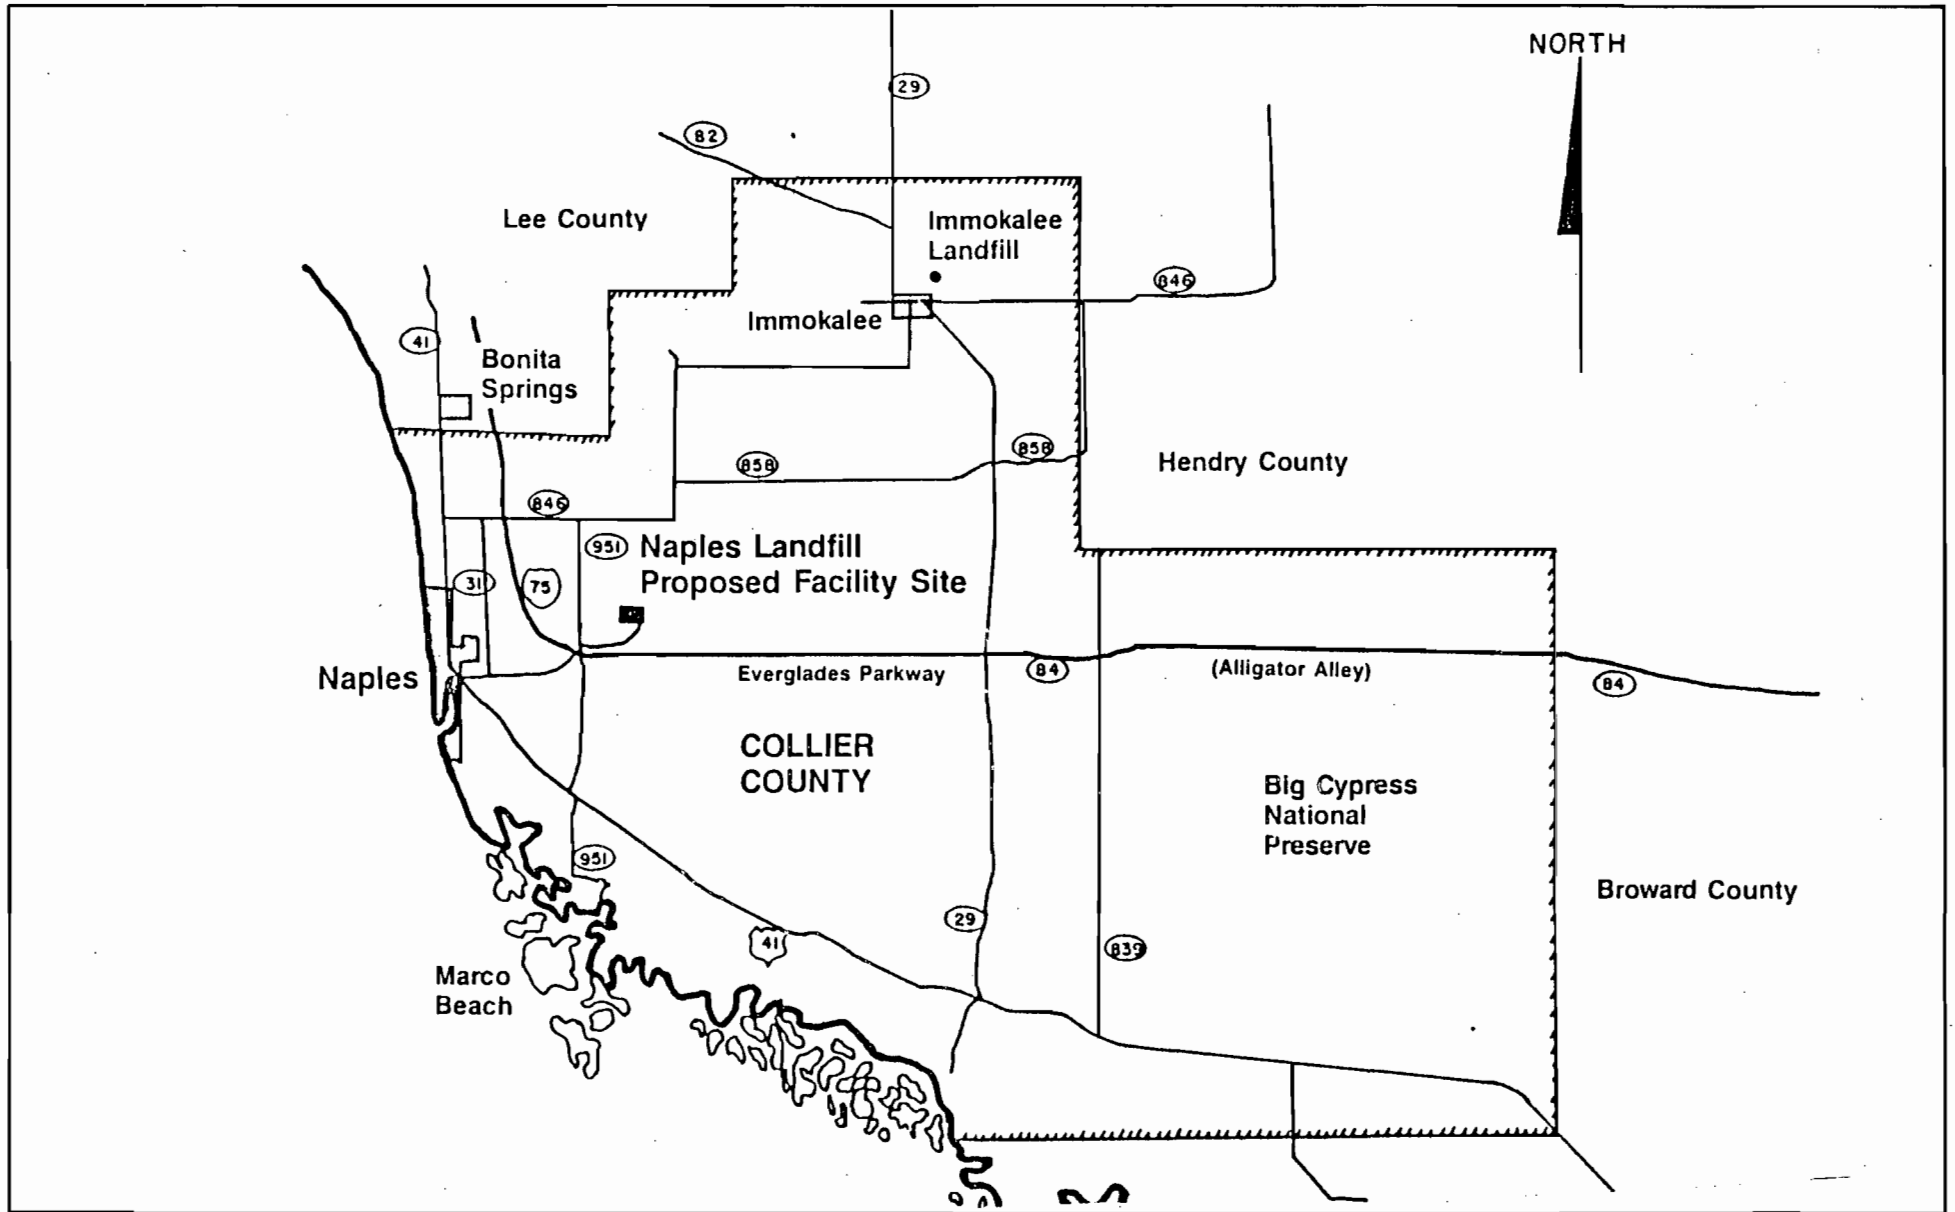 NORTH
29
82
Lee County
Immokalee
Landfill
846
41
Immokalee
Bonita
Springs
858
858
Hendry County
846
951
Naples Landfill
Proposed Facility Site
31
75
Naples
Everglades Parkway
84
(Alligator Alley)
84
COLLIER
COUNTY
Big Cypress
National
Preserve
951
Broward County
29
41
839
Marco
Beach